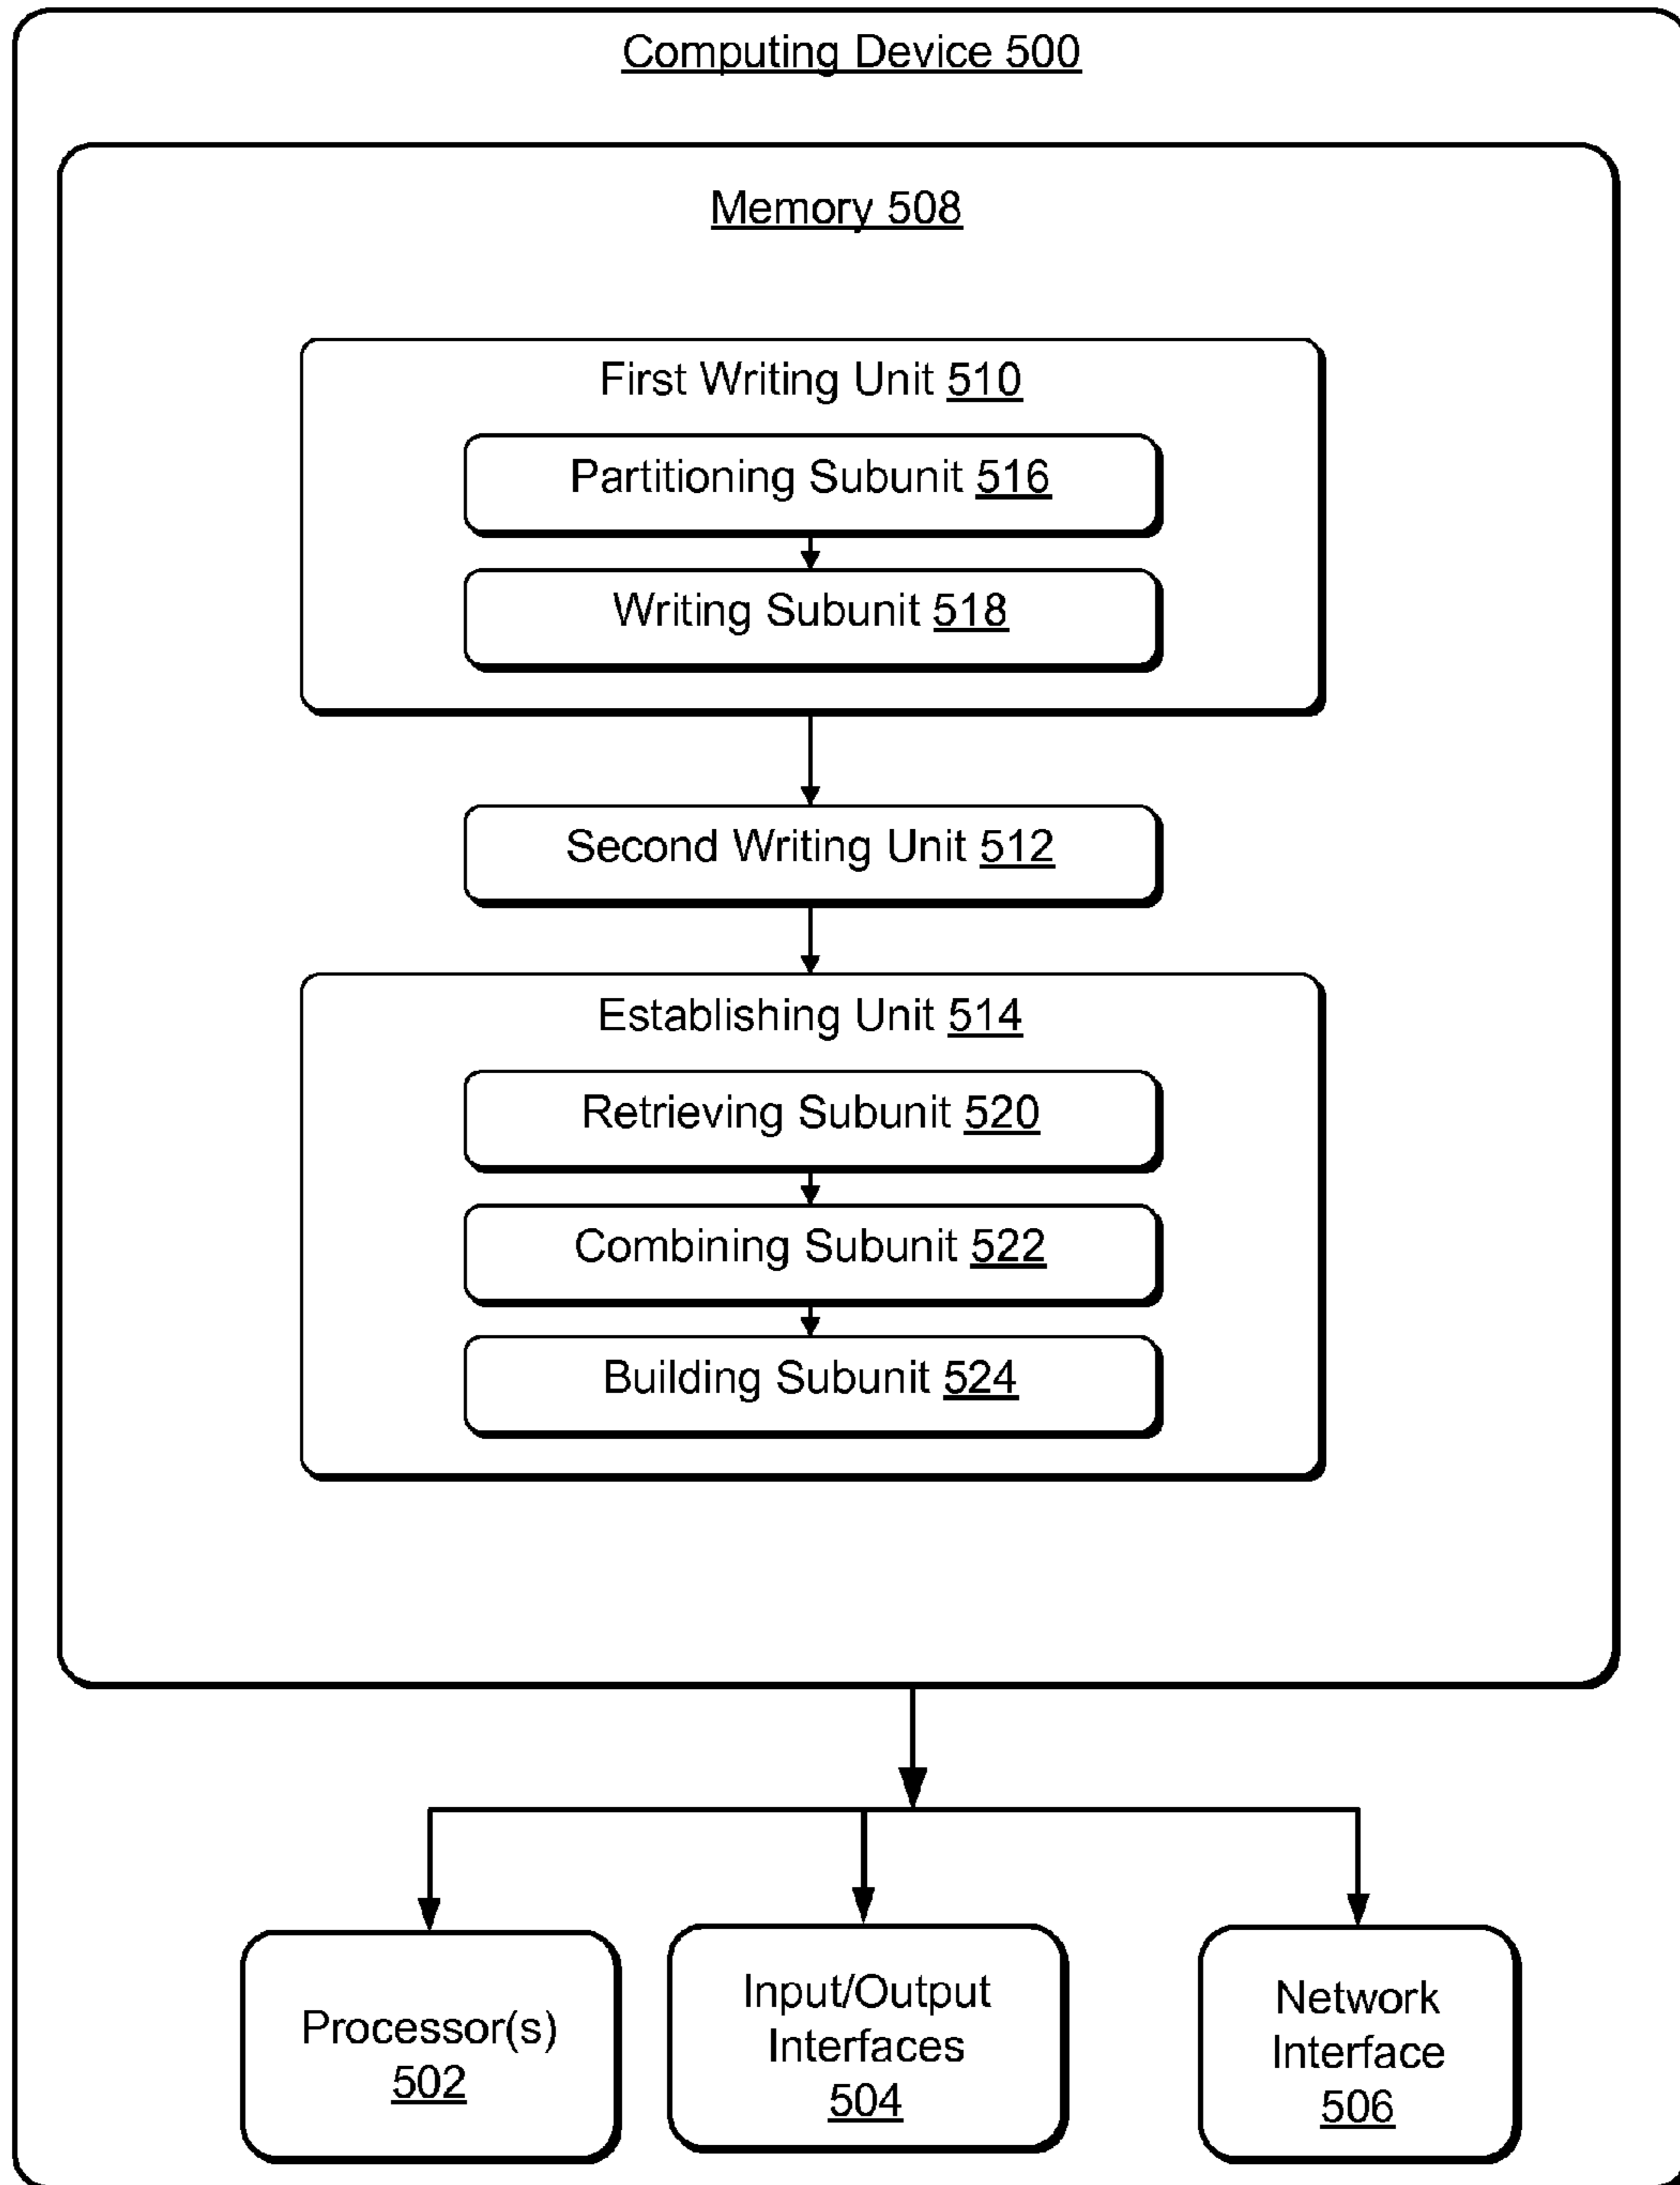 Computing Device 500
Memory 508
First Writing Unit 510
Partitioning Subunit 516
Writing Subunit 518
Second Writing Unit 512
Establishing Unit 514
Retrieving Subunit 520
Combining Subunit 522
Building Subunit 524
Processor(s)
502
Input/Output
Interfaces
504
Network
Interface
506